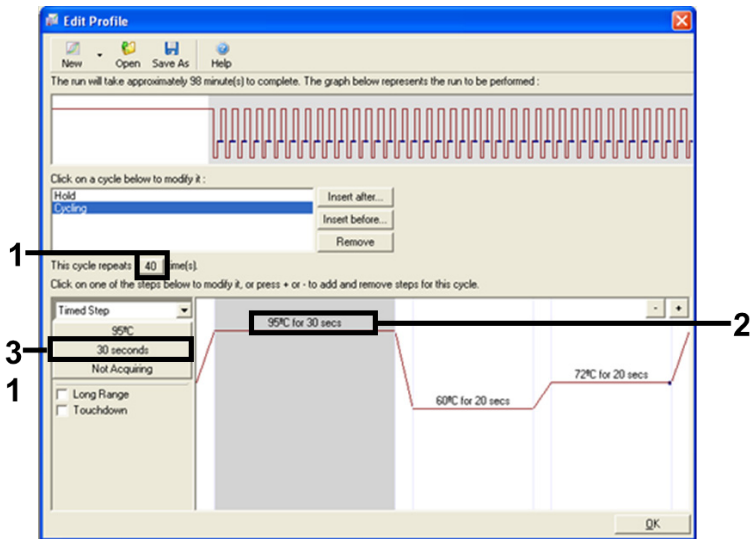 Edit Profile
New Open Save As Help
The run will take approximately 98 minute(s) to complete. The graph below represents the run to be performed :
Click on a cycle below to modify it :
Hold
Cycling
Insert after...
Insert before...
Remove
1
This cycle repeats 40 time(s).
Click on one of the steps below to modify it, or press + or - to add and remove steps for this cycle.
Timed Step
- +
95ºC
95ºC for 30 secs
2
3
30 seconds
Not Acquiring
72ºC for 20 secs
1
Long Range
60ºC for 20 secs
Touchdown
OK